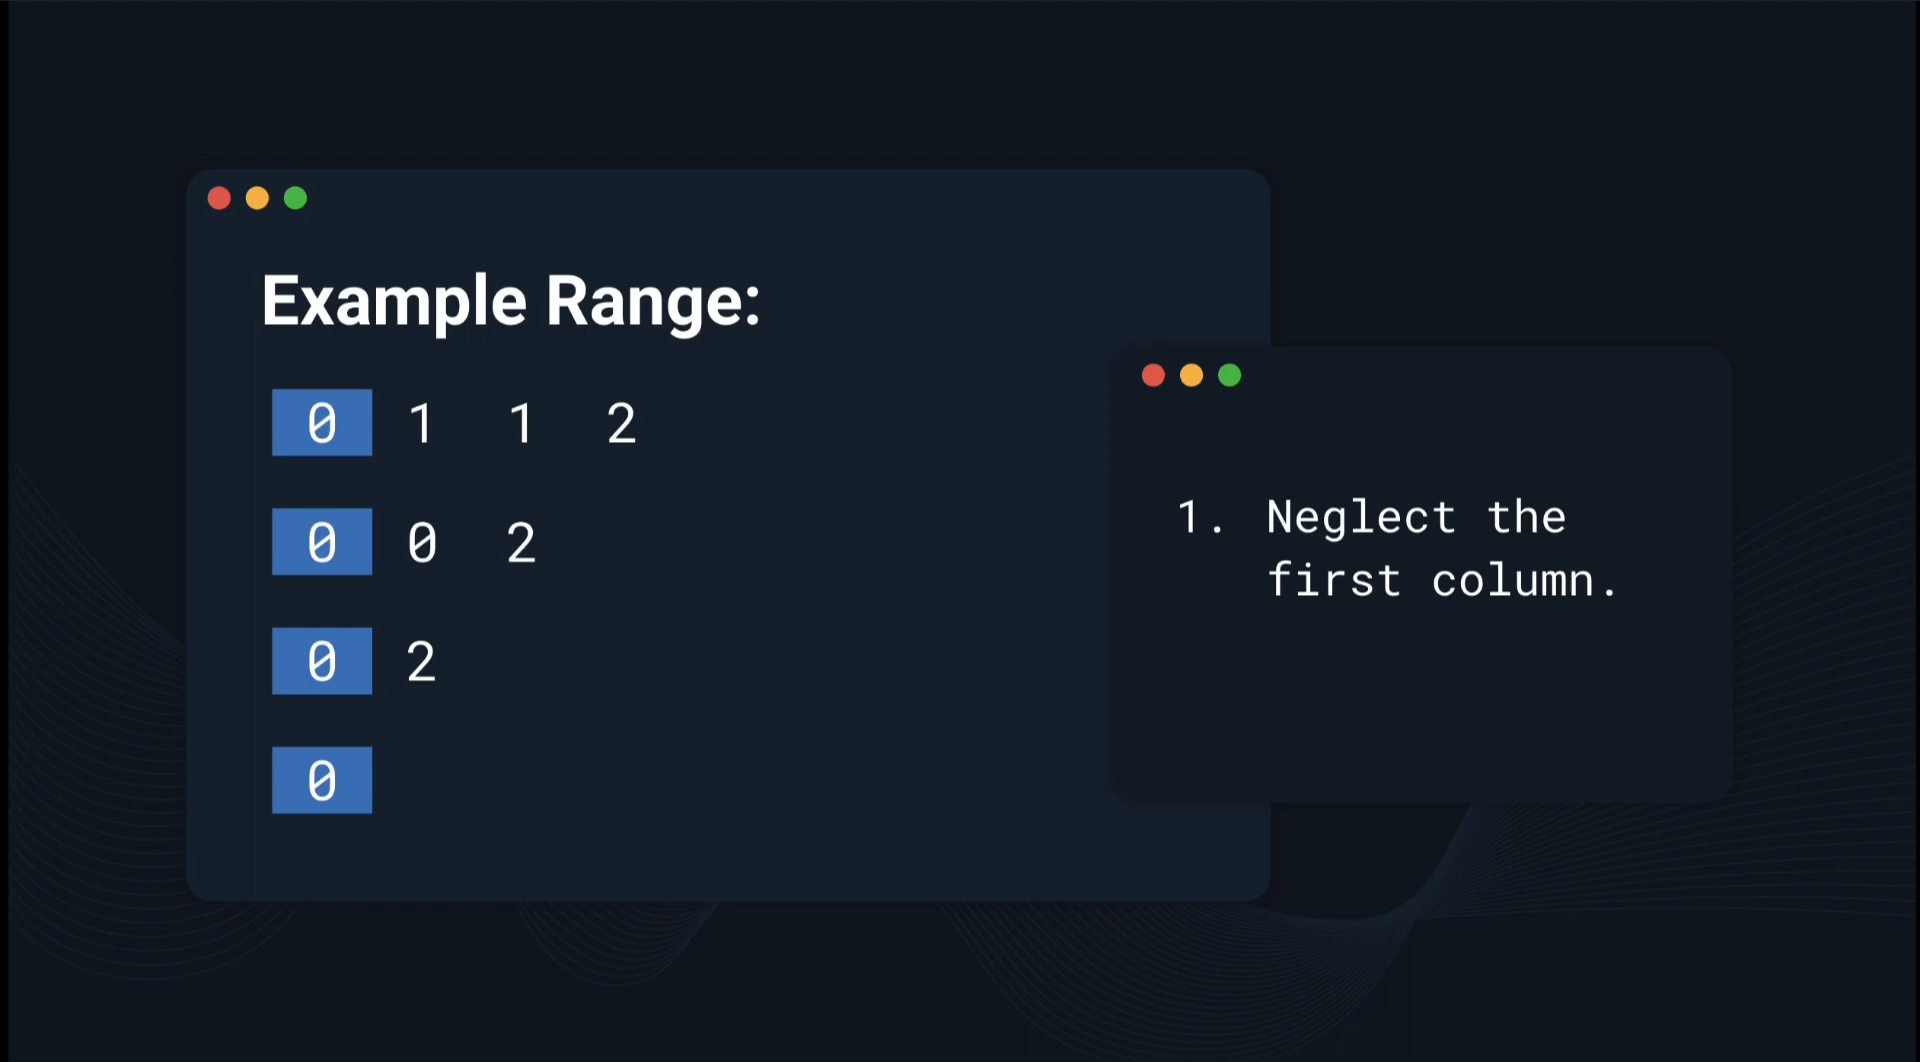 Example Range:
0 1 1 2
0 0 2
0 2
0
1. Neglect the
first column.